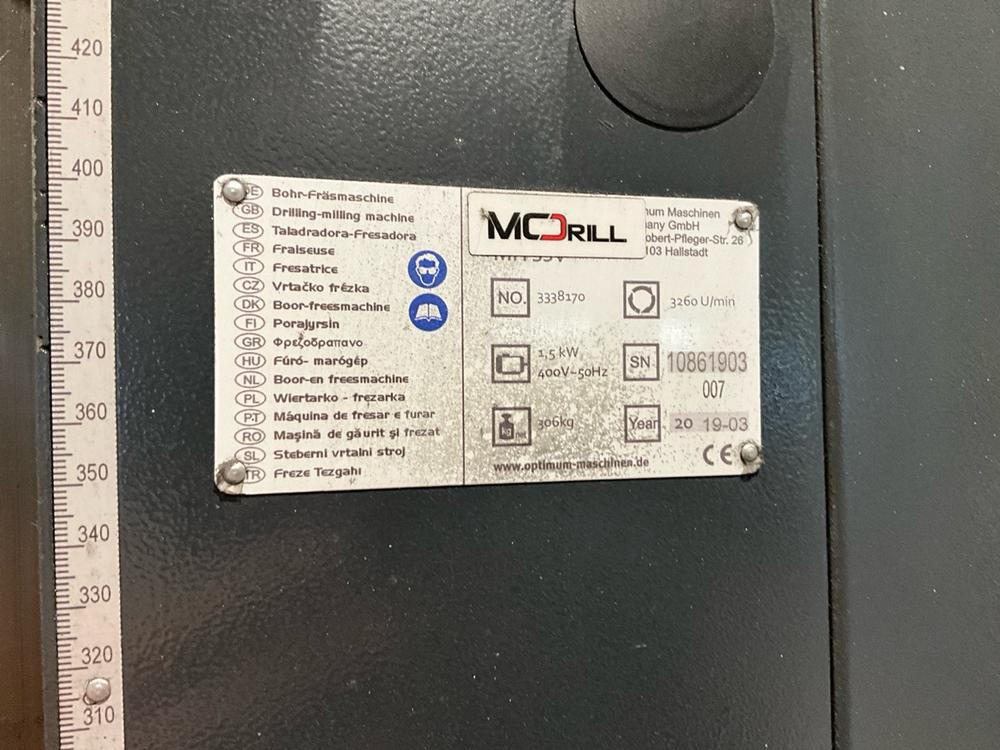 420
410
400
390
380
370
360
350
340
330
320
310
DE Bohr-Fräsmaschine
GB Drilling-milling machine
ES Taladradora-Fresadora
FR Fraiseuse
IT Fresatrice
CZ Vrtačko frézka
DK Boor-freesmachine
FI Porajyrsin
GR Φρεζοδραπανο
HU Fúró- marógép
NL Boor-en freesmachine
PL Wiertarko - frezarka
PT Máquina de fresar e furar
RO Maşină de găurit şi frezat
SL Steberni vrtalni stroj
TR Freze Tezgahı
MCDRILL
Maschinen
GmbH
-Pfleger-Str. 26
Hallstadt
NO. 3338170
3260 U/min
1,5 kW
400V~50Hz
SN 10861903
007
kg net 306kg
Year 20 19-03
www.optimum-maschinen.de
CE